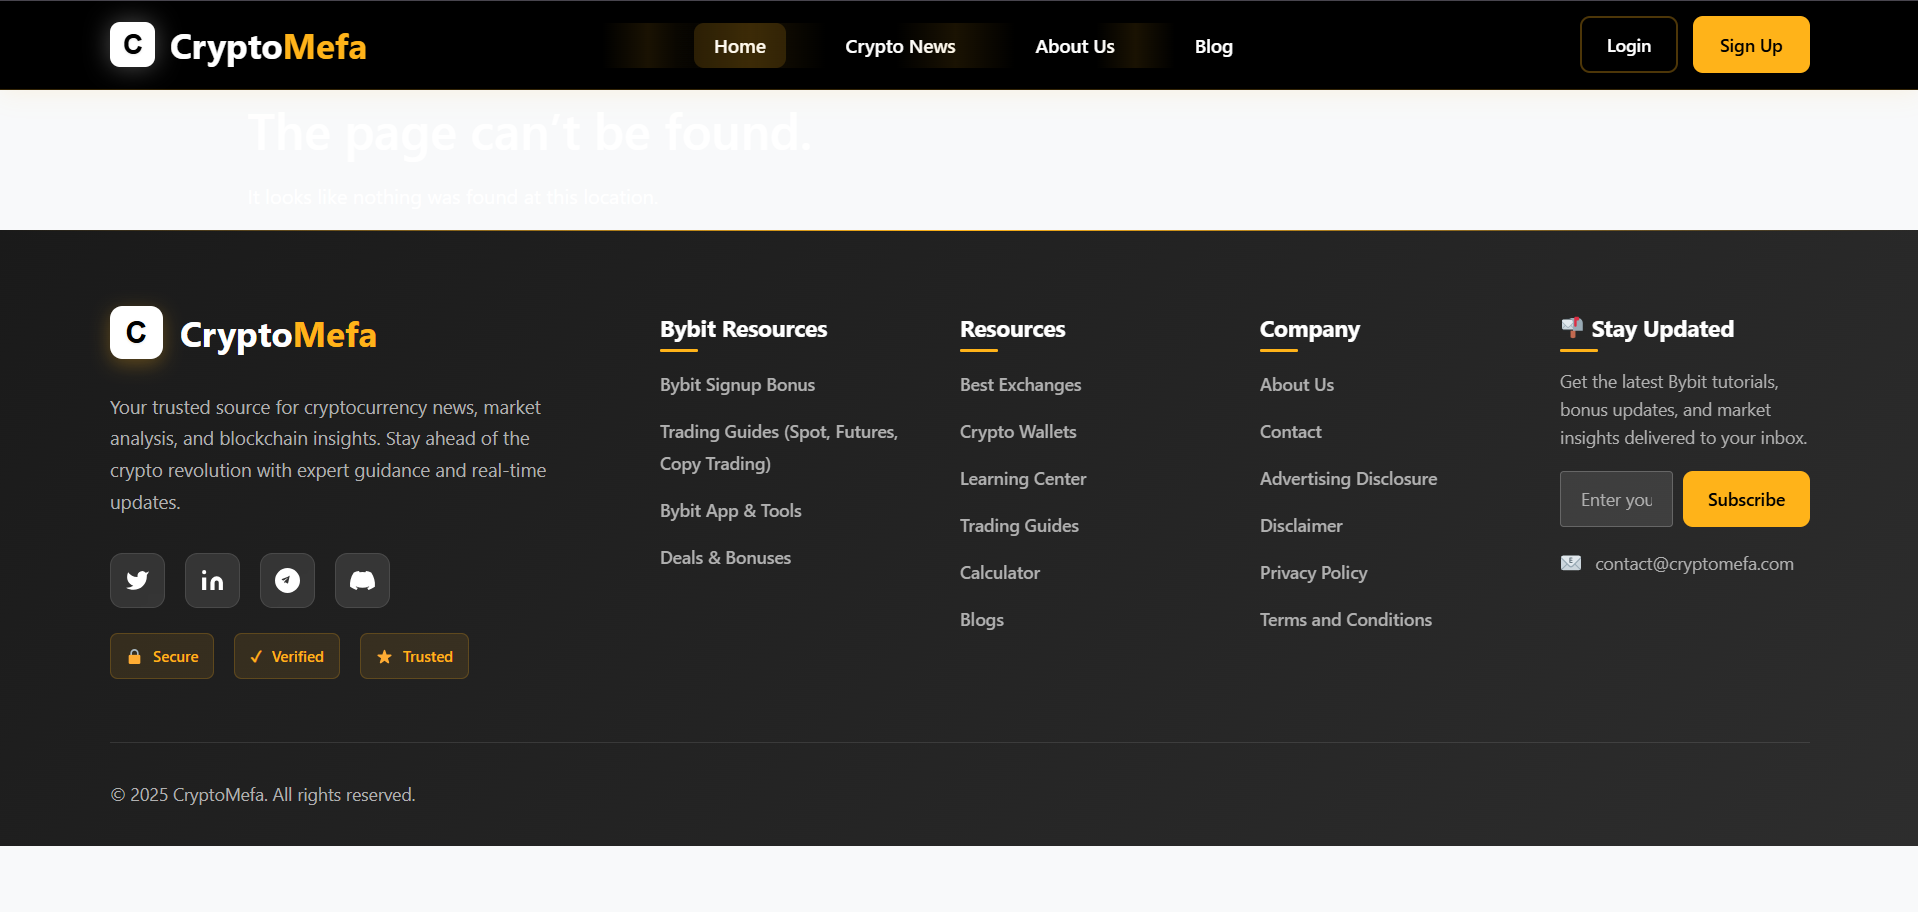 C CryptoMefa
Home
Crypto News
About Us
Blog
Login
Sign Up
The page can’t be found.
It looks like nothing was found at this location.
C CryptoMefa
Your trusted source for cryptocurrency news, market
analysis, and blockchain insights. Stay ahead of the
crypto revolution with expert guidance and real-time
updates.
Secure
Verified
Trusted
Bybit Resources
Bybit Signup Bonus
Trading Guides (Spot, Futures,
Copy Trading)
Bybit App & Tools
Deals & Bonuses
Resources
Best Exchanges
Crypto Wallets
Learning Center
Trading Guides
Calculator
Blogs
Company
About Us
Contact
Advertising Disclosure
Disclaimer
Privacy Policy
Terms and Conditions
Stay Updated
Get the latest Bybit tutorials,
bonus updates, and market
insights delivered to your inbox.
Enter you
Subscribe
contact@cryptomefa.com
© 2025 CryptoMefa. All rights reserved.